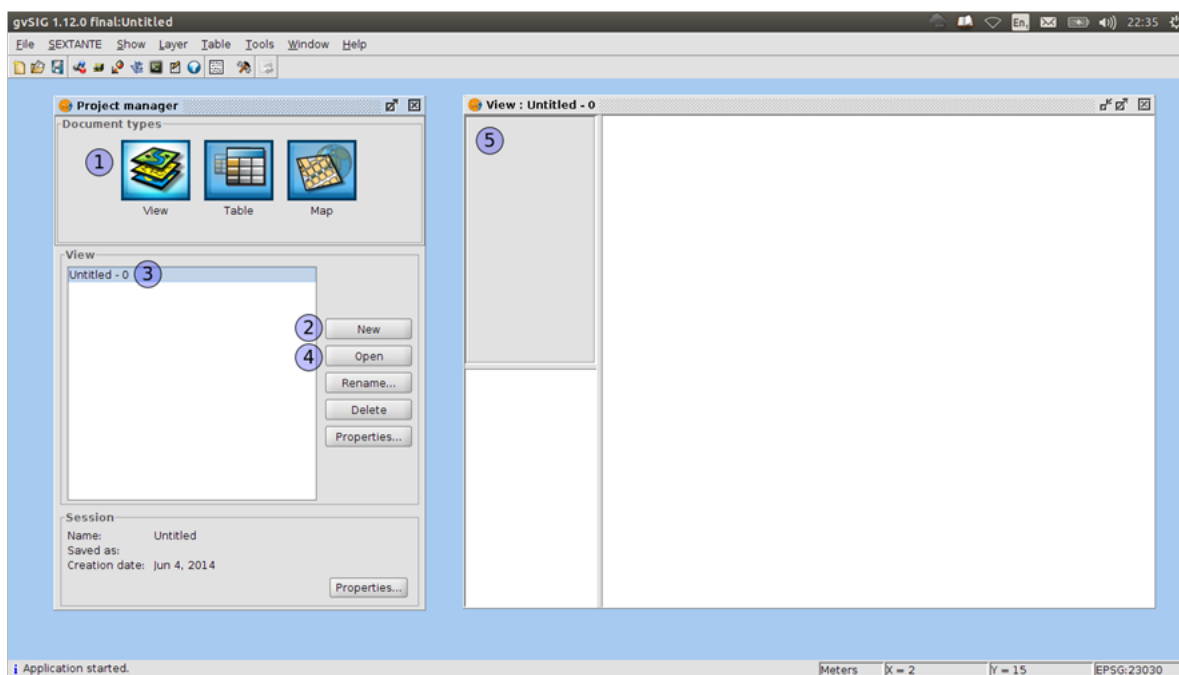 gvSIG 1.12.0 final:Untitled
En,
22:35
File SEXTANTE Show Layer Table Tools Window Help
Project manager
Document types
1
View Table Map
View
Untitled - 0 3
2 New
4 Open
Rename...
Delete
Properties...
Session
Name: Untitled
Saved as:
Creation date: Jun 4, 2014
Properties...
View : Untitled - 0
5
Application started.
Meters X = 2 Y = 15 EPSG:23030